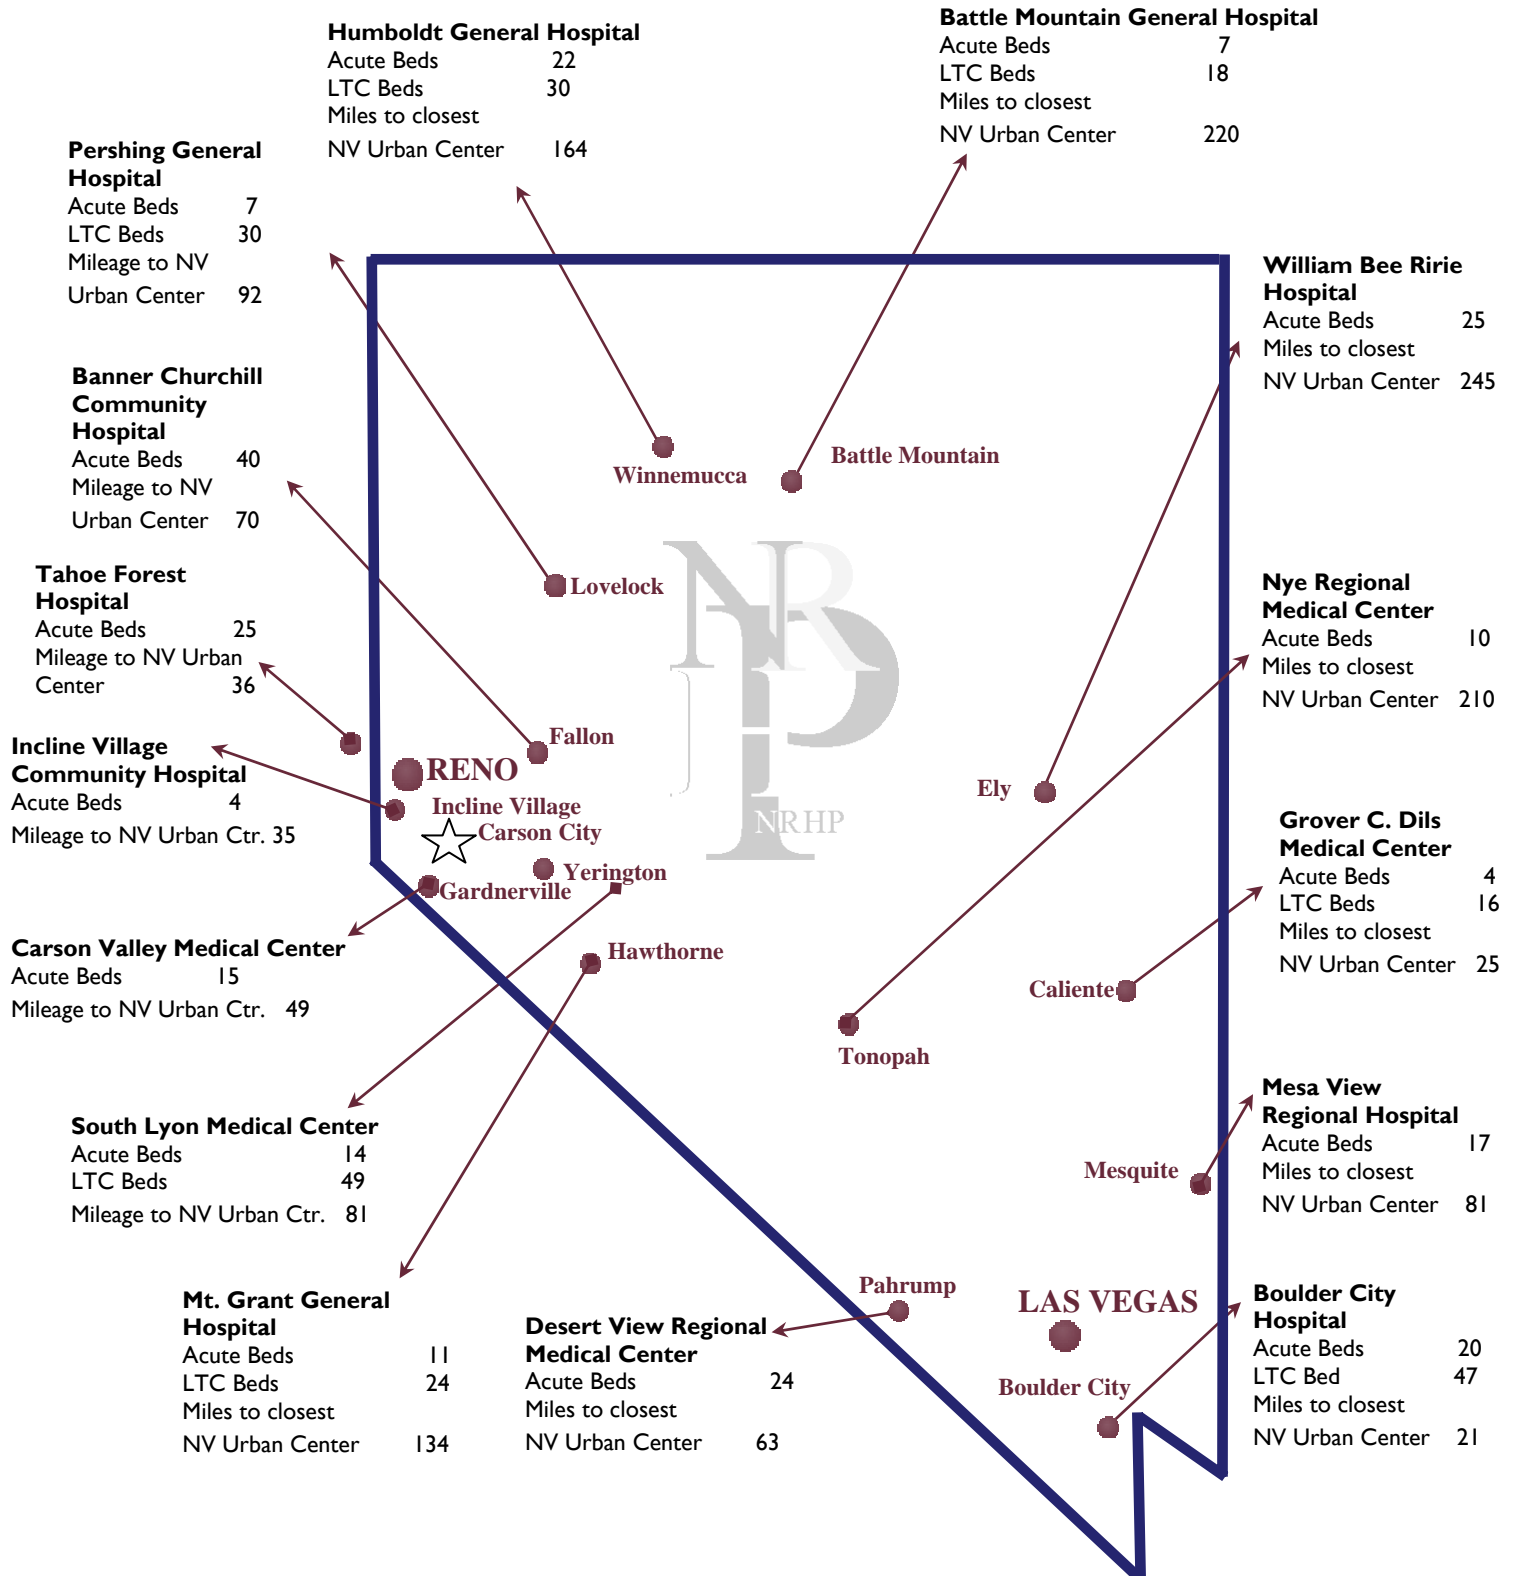 Humboldt General Hospital
Acute Beds 22
LTC Beds 30
Miles to closest
NV Urban Center 164
Battle Mountain General Hospital
Acute Beds 7
LTC Beds 18
Miles to closest
NV Urban Center 220
Pershing General
Hospital
Acute Beds 7
LTC Beds 30
Mileage to NV
Urban Center 92
William Bee Ririe
Hospital
Acute Beds 25
Miles to closest
NV Urban Center 245
Banner Churchill
Community
Hospital
Acute Beds 40
Mileage to NV
Urban Center 70
Winnemucca
Battle Mountain
Tahoe Forest
Hospital
Acute Beds 25
Mileage to NV Urban
Center 36
Lovelock
NRHP
Nye Regional
Medical Center
Acute Beds 10
Miles to closest
NV Urban Center 210
Incline Village
Community Hospital
Acute Beds 4
Mileage to NV Urban Ctr. 35
Fallon
RENO
Incline Village
Carson City
Yerington
Gardnerville
Ely
NRHP
Grover C. Dils
Medical Center
Acute Beds 4
LTC Beds 16
Miles to closest
NV Urban Center 25
Carson Valley Medical Center
Acute Beds 15
Mileage to NV Urban Ctr. 49
Hawthorne
Caliente
Tonopah
South Lyon Medical Center
Acute Beds 14
LTC Beds 49
Mileage to NV Urban Ctr. 81
Mesa View
Regional Hospital
Acute Beds 17
Miles to closest
NV Urban Center 81
Mesquite
Mt. Grant General
Hospital
Acute Beds 11
LTC Beds 24
Miles to closest
NV Urban Center 134
Desert View Regional
Medical Center
Acute Beds 24
Miles to closest
NV Urban Center 63
Pahrump
LAS VEGAS
Boulder City
Boulder City
Hospital
Acute Beds 20
LTC Bed 47
Miles to closest
NV Urban Center 21